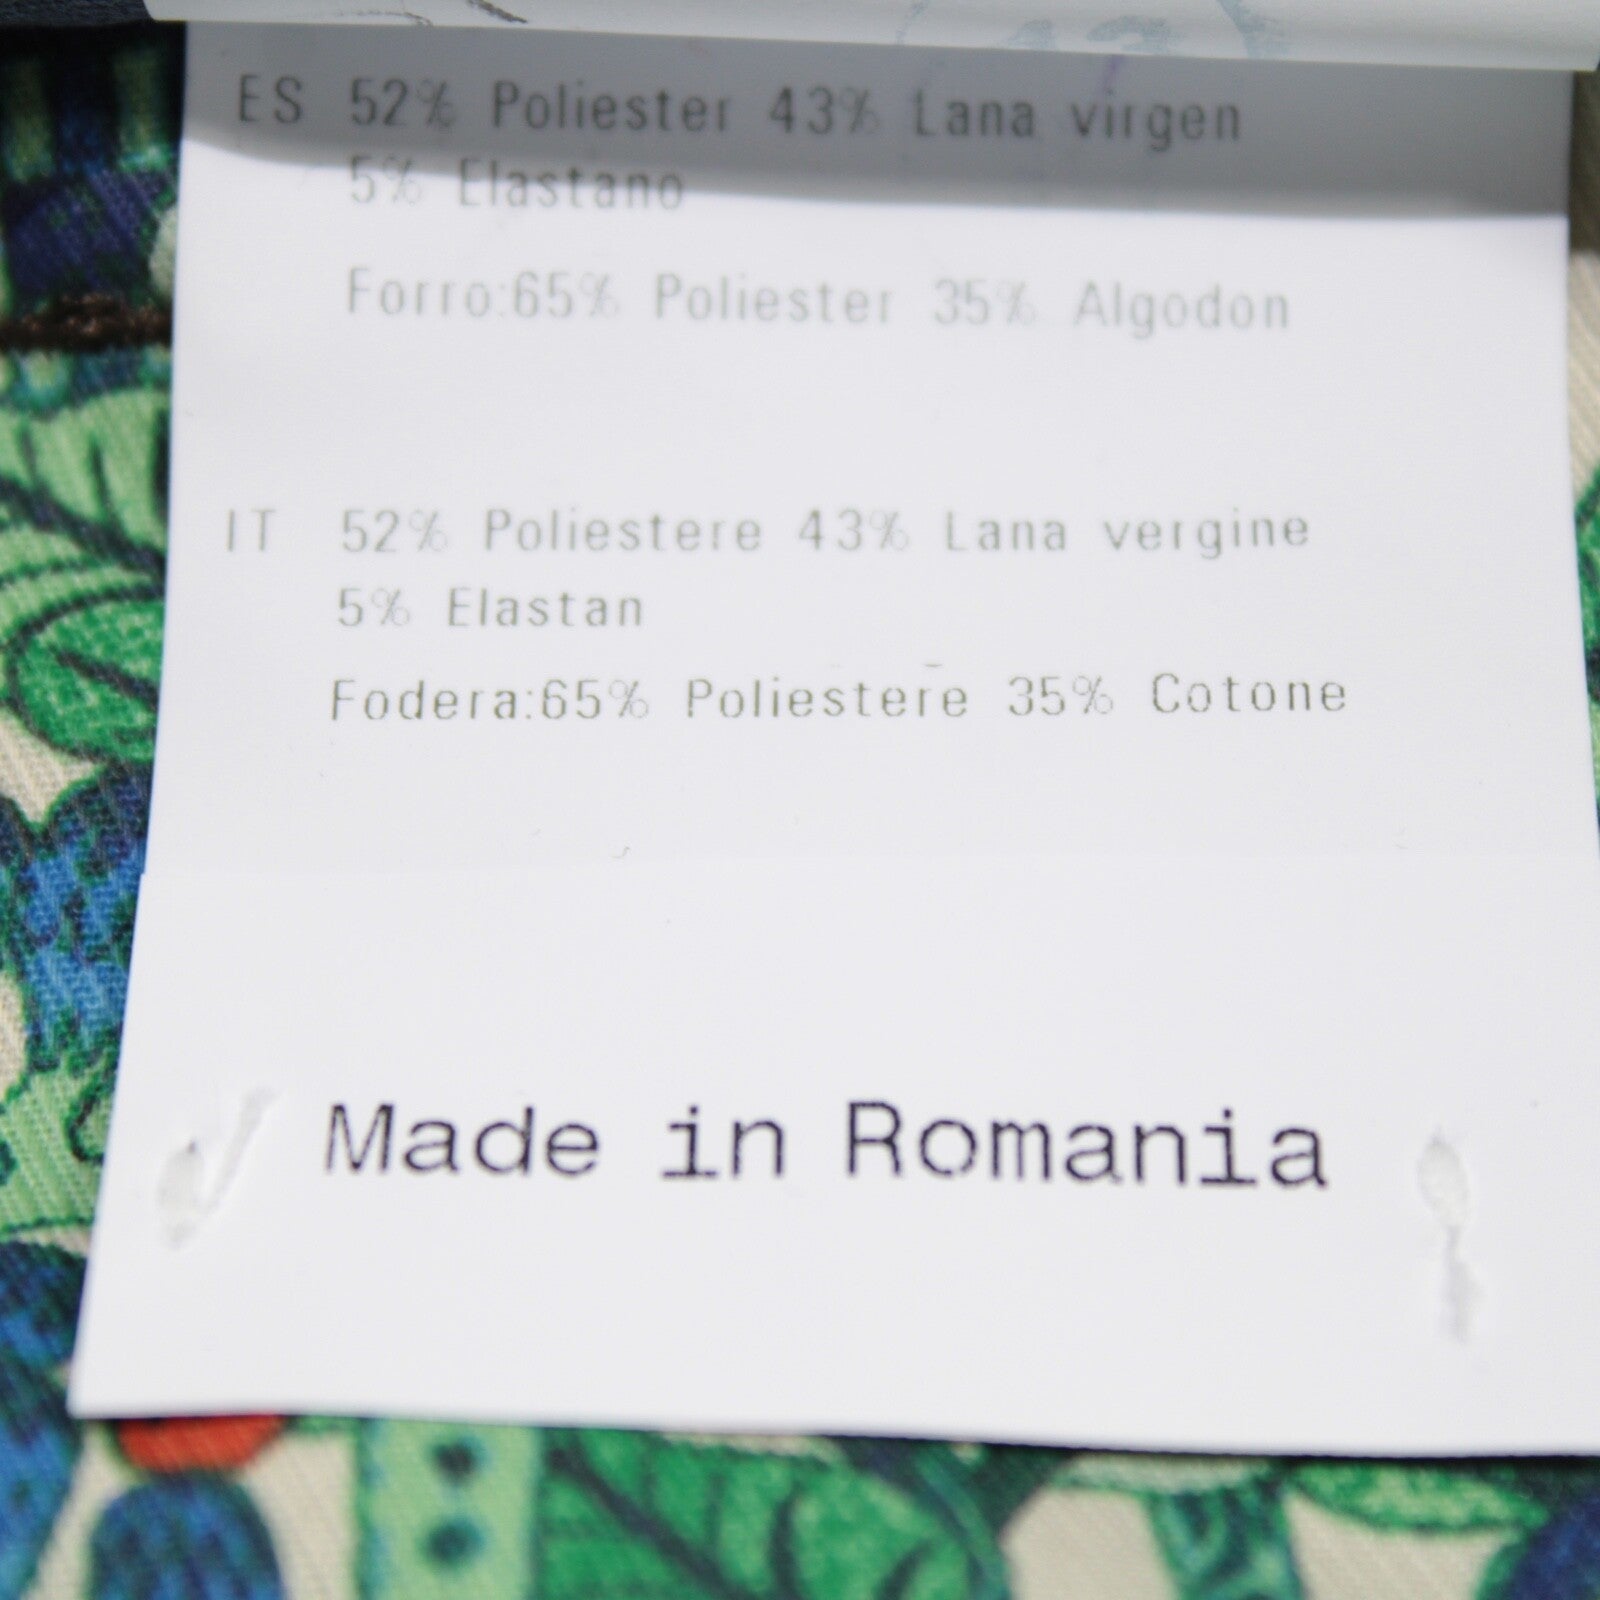 ES 52% Poliester 43% Lana virgen
5% Elastano
Forro:65% Poliester 35% Algodon
IT 52% Poliestere 43% Lana vergine
5% Elastan
Fodera:65% Poliestere 35% Cotone
Made in Romania